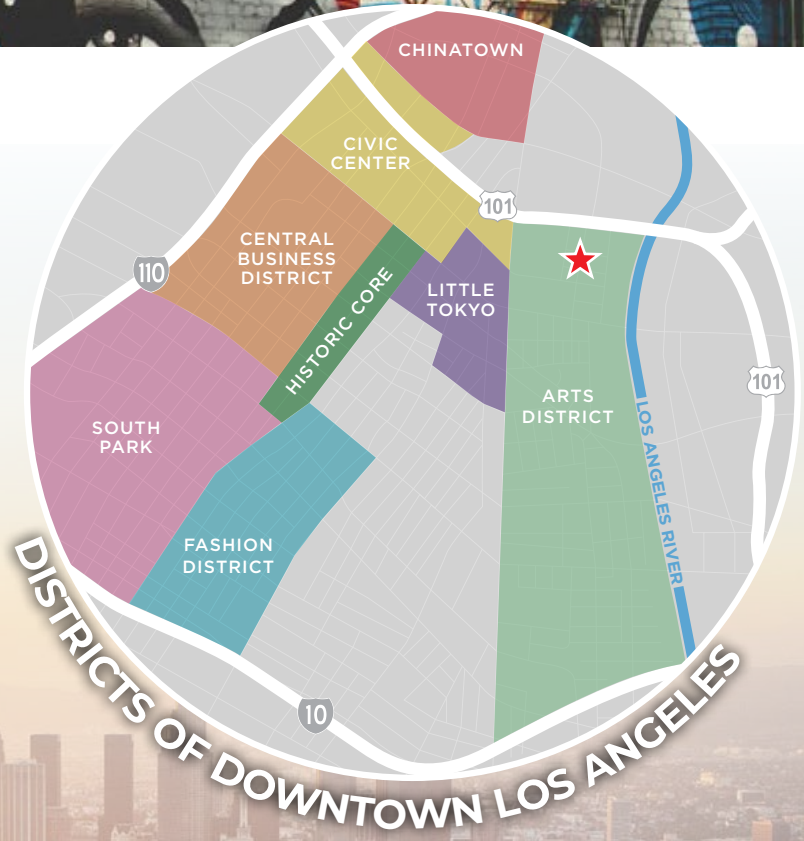 CHINATOWN
CIVIC
CENTER
101
CENTRAL
BUSINESS
DISTRICT
110
HISTORIC CORE
LITTLE
TOKYO
101
ARTS
DISTRICT
SOUTH
PARK
LOS ANGELES RIVER
FASHION
DISTRICT
10
DISTRICTS OF DOWNTOWN LOS ANGELES